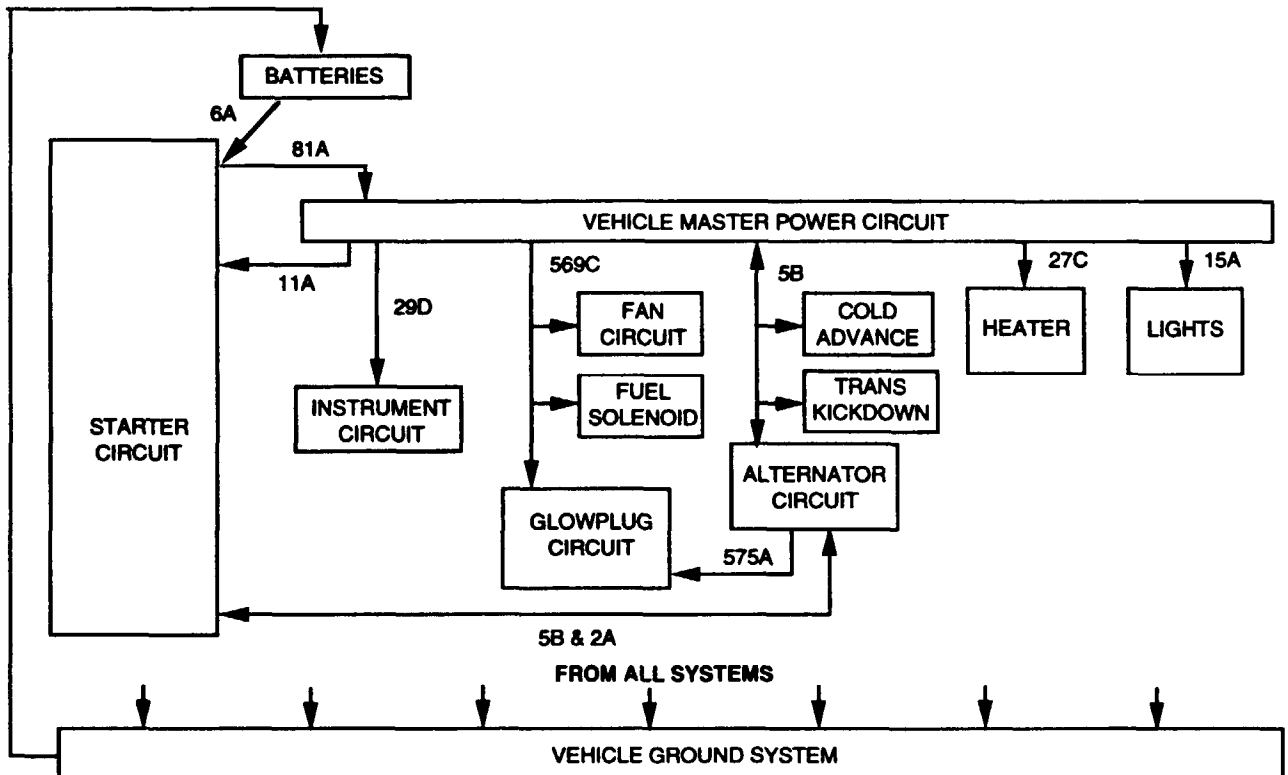 BATTERIES
6A
81A
VEHICLE MASTER POWER CIRCUIT
11A
29D
569C
5B
27C
15A
FAN
CIRCUIT
COLD
ADVANCE
HEATER
LIGHTS
FUEL
SOLENOID
TRANS
KICKDOWN
INSTRUMENT
CIRCUIT
STARTER
CIRCUIT
ALTERNATOR
CIRCUIT
GLOWPLUG
CIRCUIT
575A
5B & 2A
FROM ALL SYSTEMS
VEHICLE GROUND SYSTEM